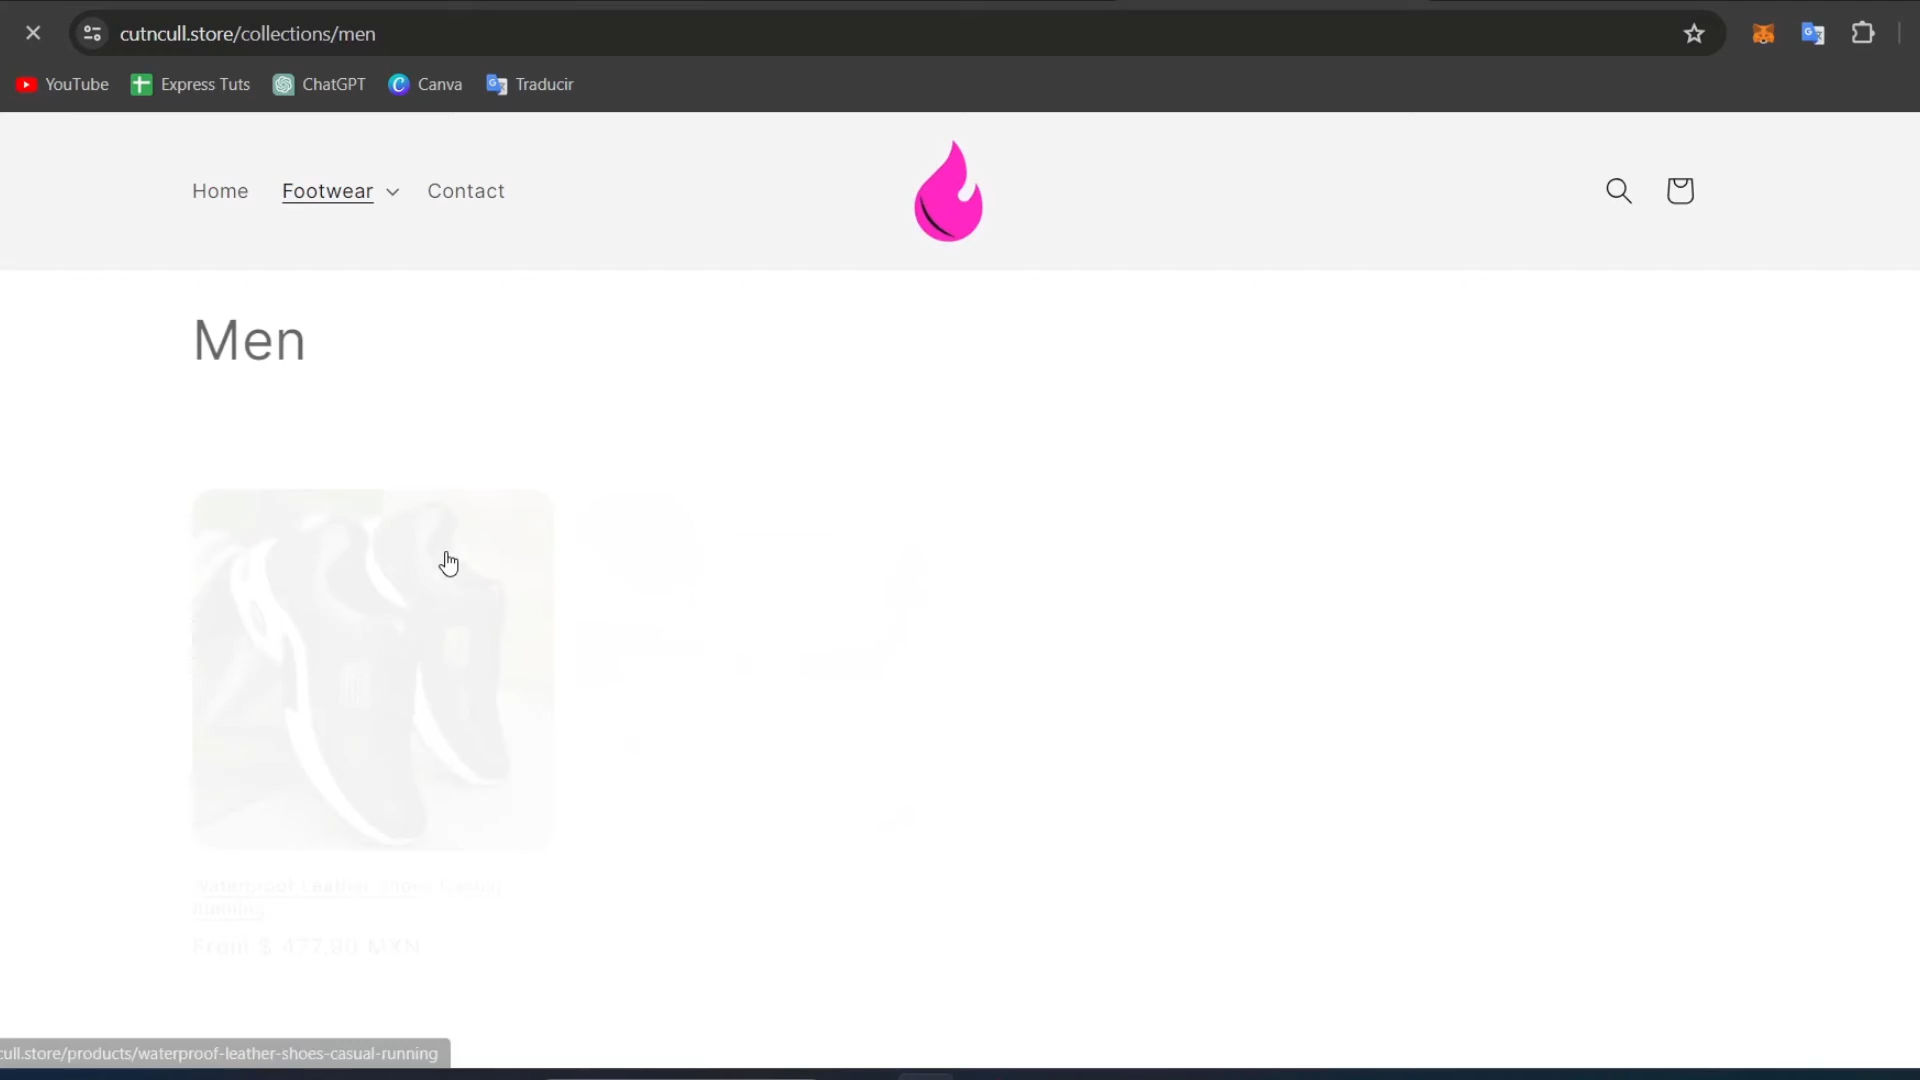 cutncull.store/collections/men
YouTube Express Tuts ChatGPT Canva Traducir
Home Footwear Contact
Men
Waterproof Leather Shoes Casual
Running
From $ 477.90 MXN
cull.store/products/waterproof-leather-shoes-casual-running